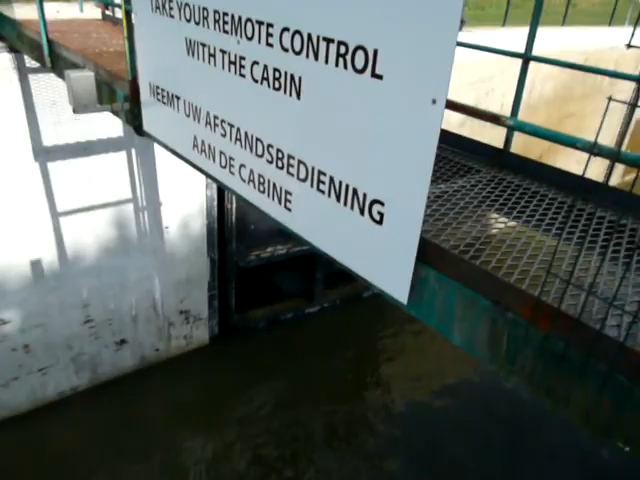 TAKE YOUR REMOTE CONTROL
WITH THE CABIN
NEEMT UW AFSTANDSBEDIENING
AAN DE CABINE